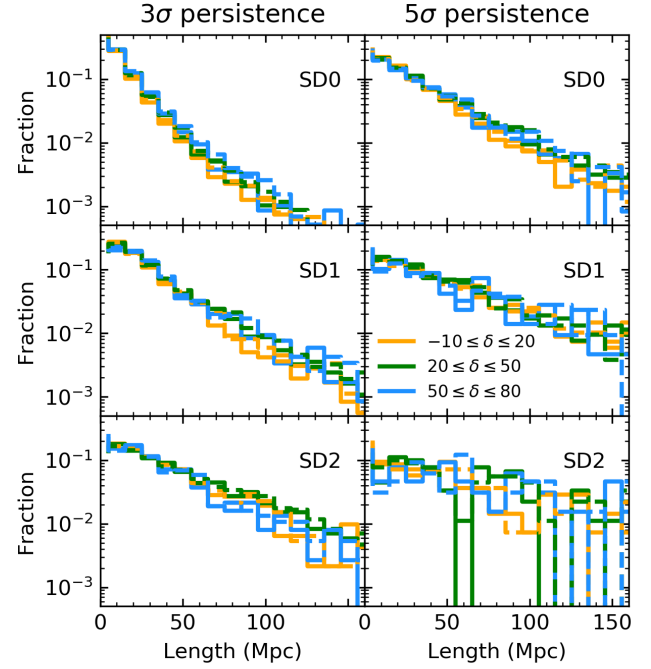 3σ persistence 5σ persistence
Fraction 10⁻¹ 10⁻² 10⁻³ SD0 SD0
Fraction 10⁻¹ 10⁻² 10⁻³ SD1 SD1
−10 ≤ δ ≤ 20
20 ≤ δ ≤ 50
50 ≤ δ ≤ 80
Fraction 10⁻¹ 10⁻² 10⁻³ SD2 SD2
0 50 100 0 50 100 150
Length (Mpc) Length (Mpc)